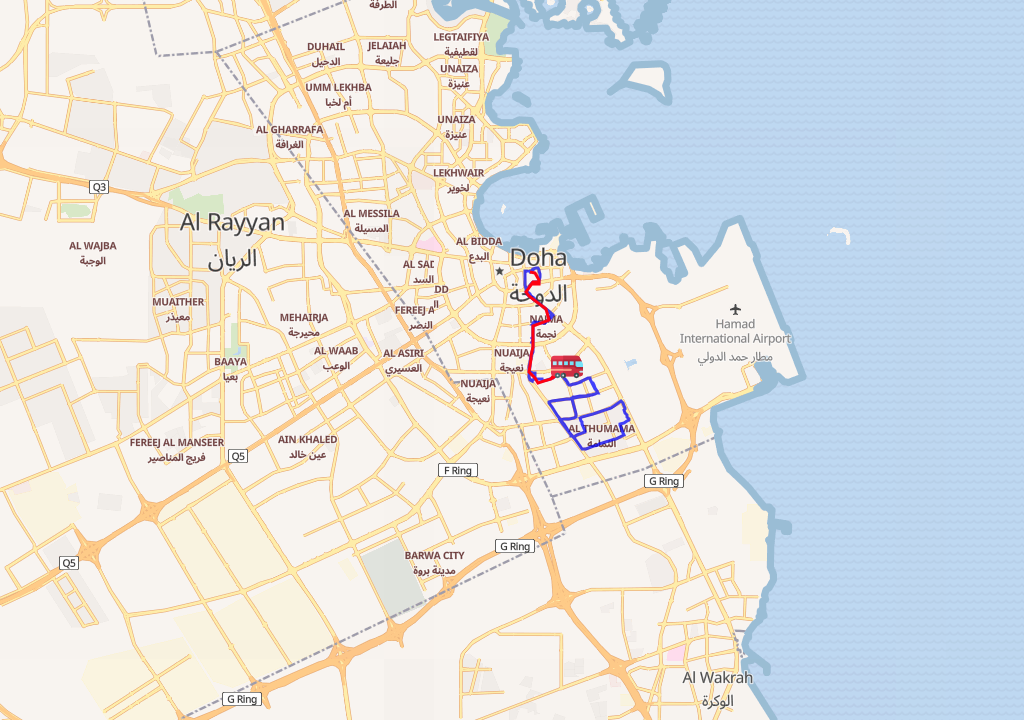 الطرفة
LEGTAIFIYA
لقطيفية
DUHAIL
الدحيل
JELAIAH
جليعة
UNAIZA
عنيزة
UMM LEKHBA
أم لخبا
UNAIZA
عنيزة
AL GHARRAFA
الغرافة
LEKHWAIR
لخوير
Q3
Al Rayyan
الريان
AL MESSILA
المسيلة
AL WAJBA
الوجبة
AL BIDDA
البدع
Doha
الدوحة
AL SAD
السد
DD
MUAITHER
معيذر
MEHAIRJA
محيرجة
FEREEJ A
النصر
NAJMA
نجمة
Hamad
International Airport
مطار حمد الدولي
AL WAAB
الوعب
AL ASIRI
العسيري
NUAIJA
نعيجة
BAAYA
بعيا
NUAIJA
نعيجة
AL THUMAMA
الثمامة
FEREEJ AL MANSEER
فريج المناصير
AIN KHALED
عين خالد
Q5
F Ring
G Ring
G Ring
BARWA CITY
مدينة بروة
Q5
Al Wakrah
الوكرة
G Ring